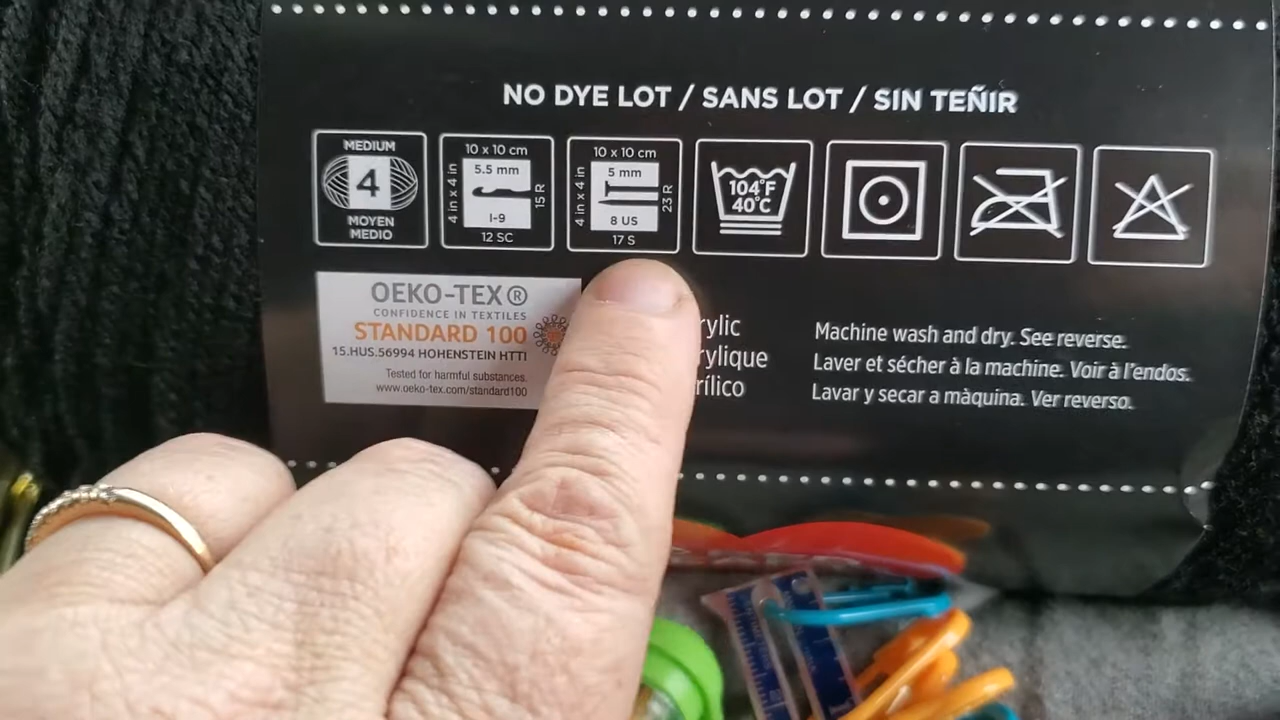 NO DYE LOT / SANS LOT / SIN TEÑIR
MEDIUM
4
MOYEN
MEDIO
10 x 10 cm
4 in x 4 in
5.5 mm
I-9
15 R
12 SC
10 x 10 cm
4 in x 4 in
5 mm
8 US
23 R
17 S
104°F
40°C
OEKO-TEX®
CONFIDENCE IN TEXTILES
STANDARD 100
15.HUS.56994 HOHENSTEIN HTTI
Tested for harmful substances.
www.oeko-tex.com/standard100
rylic
rylique
rílico
Machine wash and dry. See reverse.
Laver et sécher à la machine. Voir à l'endos.
Lavar y secar a màquina. Ver reverso.